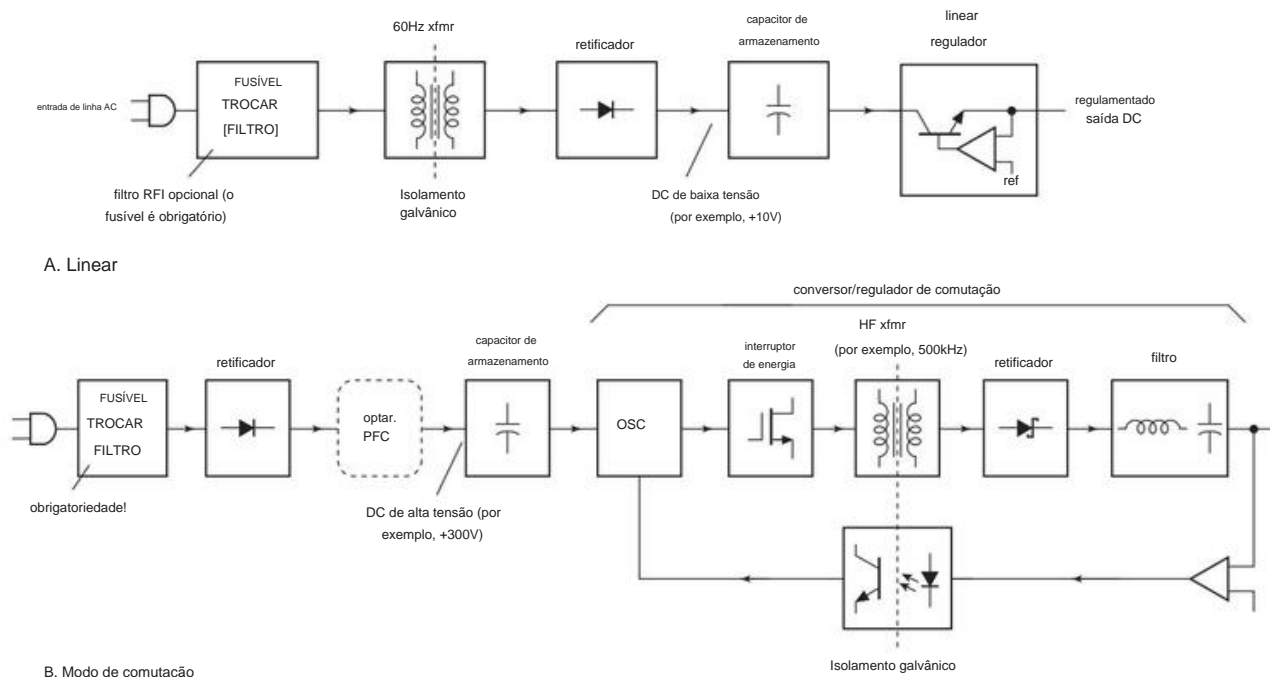 60Hz xfmr
retificador
capacitor de
armazenamento
linear
regulador
entrada de linha AC
FUSÍVEL
TROCAR
[FILTRO]
regulamentado
saída DC
ref
filtro RFI opcional (o
fusível é obrigatório)
Isolamento
galvânico
DC de baixa tensão
(por exemplo, +10V)
A. Linear
conversor/regulador de comutação
retificador
capacitor de
armazenamento
interruptor
de energia
HF xfmr
(por exemplo, 500kHz)
retificador
filtro
FUSÍVEL
TROCAR
FILTRO
optar.
PFC
OSC
obrigatoriedade!
DC de alta tensão (por
exemplo, +300V)
Isolamento galvânico
B. Modo de comutação